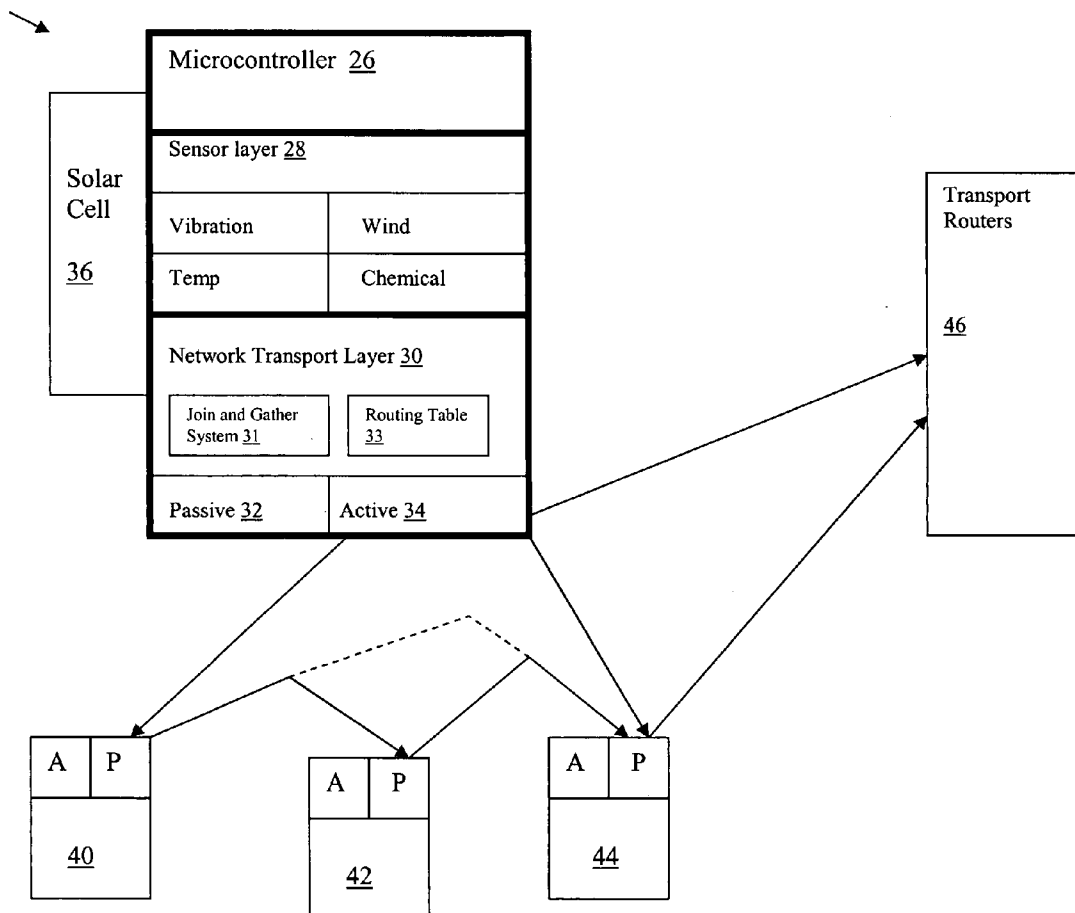 Microcontroller 26
Sensor layer 28
Solar
Cell
36
Vibration
Wind
Temp
Chemical
Network Transport Layer 30
Join and Gather
System 31
Routing Table
33
Passive 32
Active 34
Transport
Routers
46
A
P
40
A
P
42
A
P
44